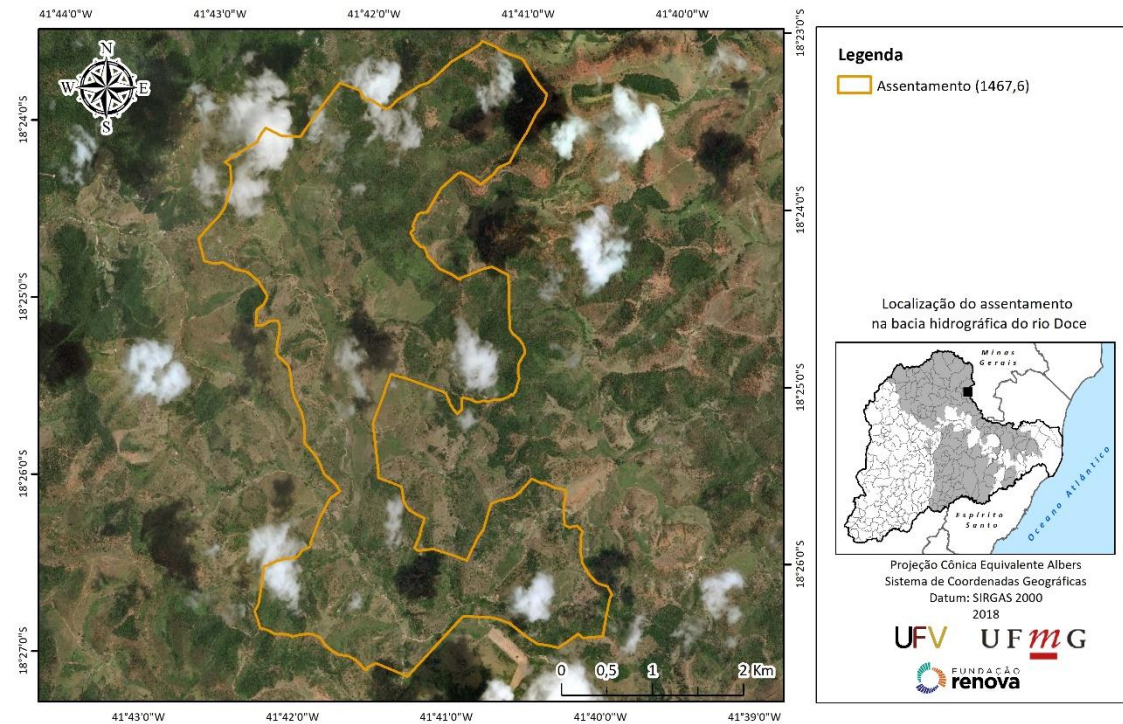 41°44'0"W
41°43'0"W
41°42'0"W
41°41'0"W
41°40'0"W
18°23'0"S
18°24'0"S
18°25'0"S
18°26'0"S
18°24'0"S
18°25'0"S
18°26'0"S
18°27'0"S
N
W E
S
0 0,5 1 2 Km
41°43'0"W
41°42'0"W
41°41'0"W
41°40'0"W
41°39'0"W
Legenda
Assentamento (1467,6)
Localização do assentamento
na bacia hidrográfica do rio Doce
Minas
Gerais
Espírito
Santo
Oceano Atlântico
Projeção Cônica Equivalente Albers
Sistema de Coordenadas Geográficas
Datum: SIRGAS 2000
2018
UFV UFmG
FUNDAÇÃO
renova